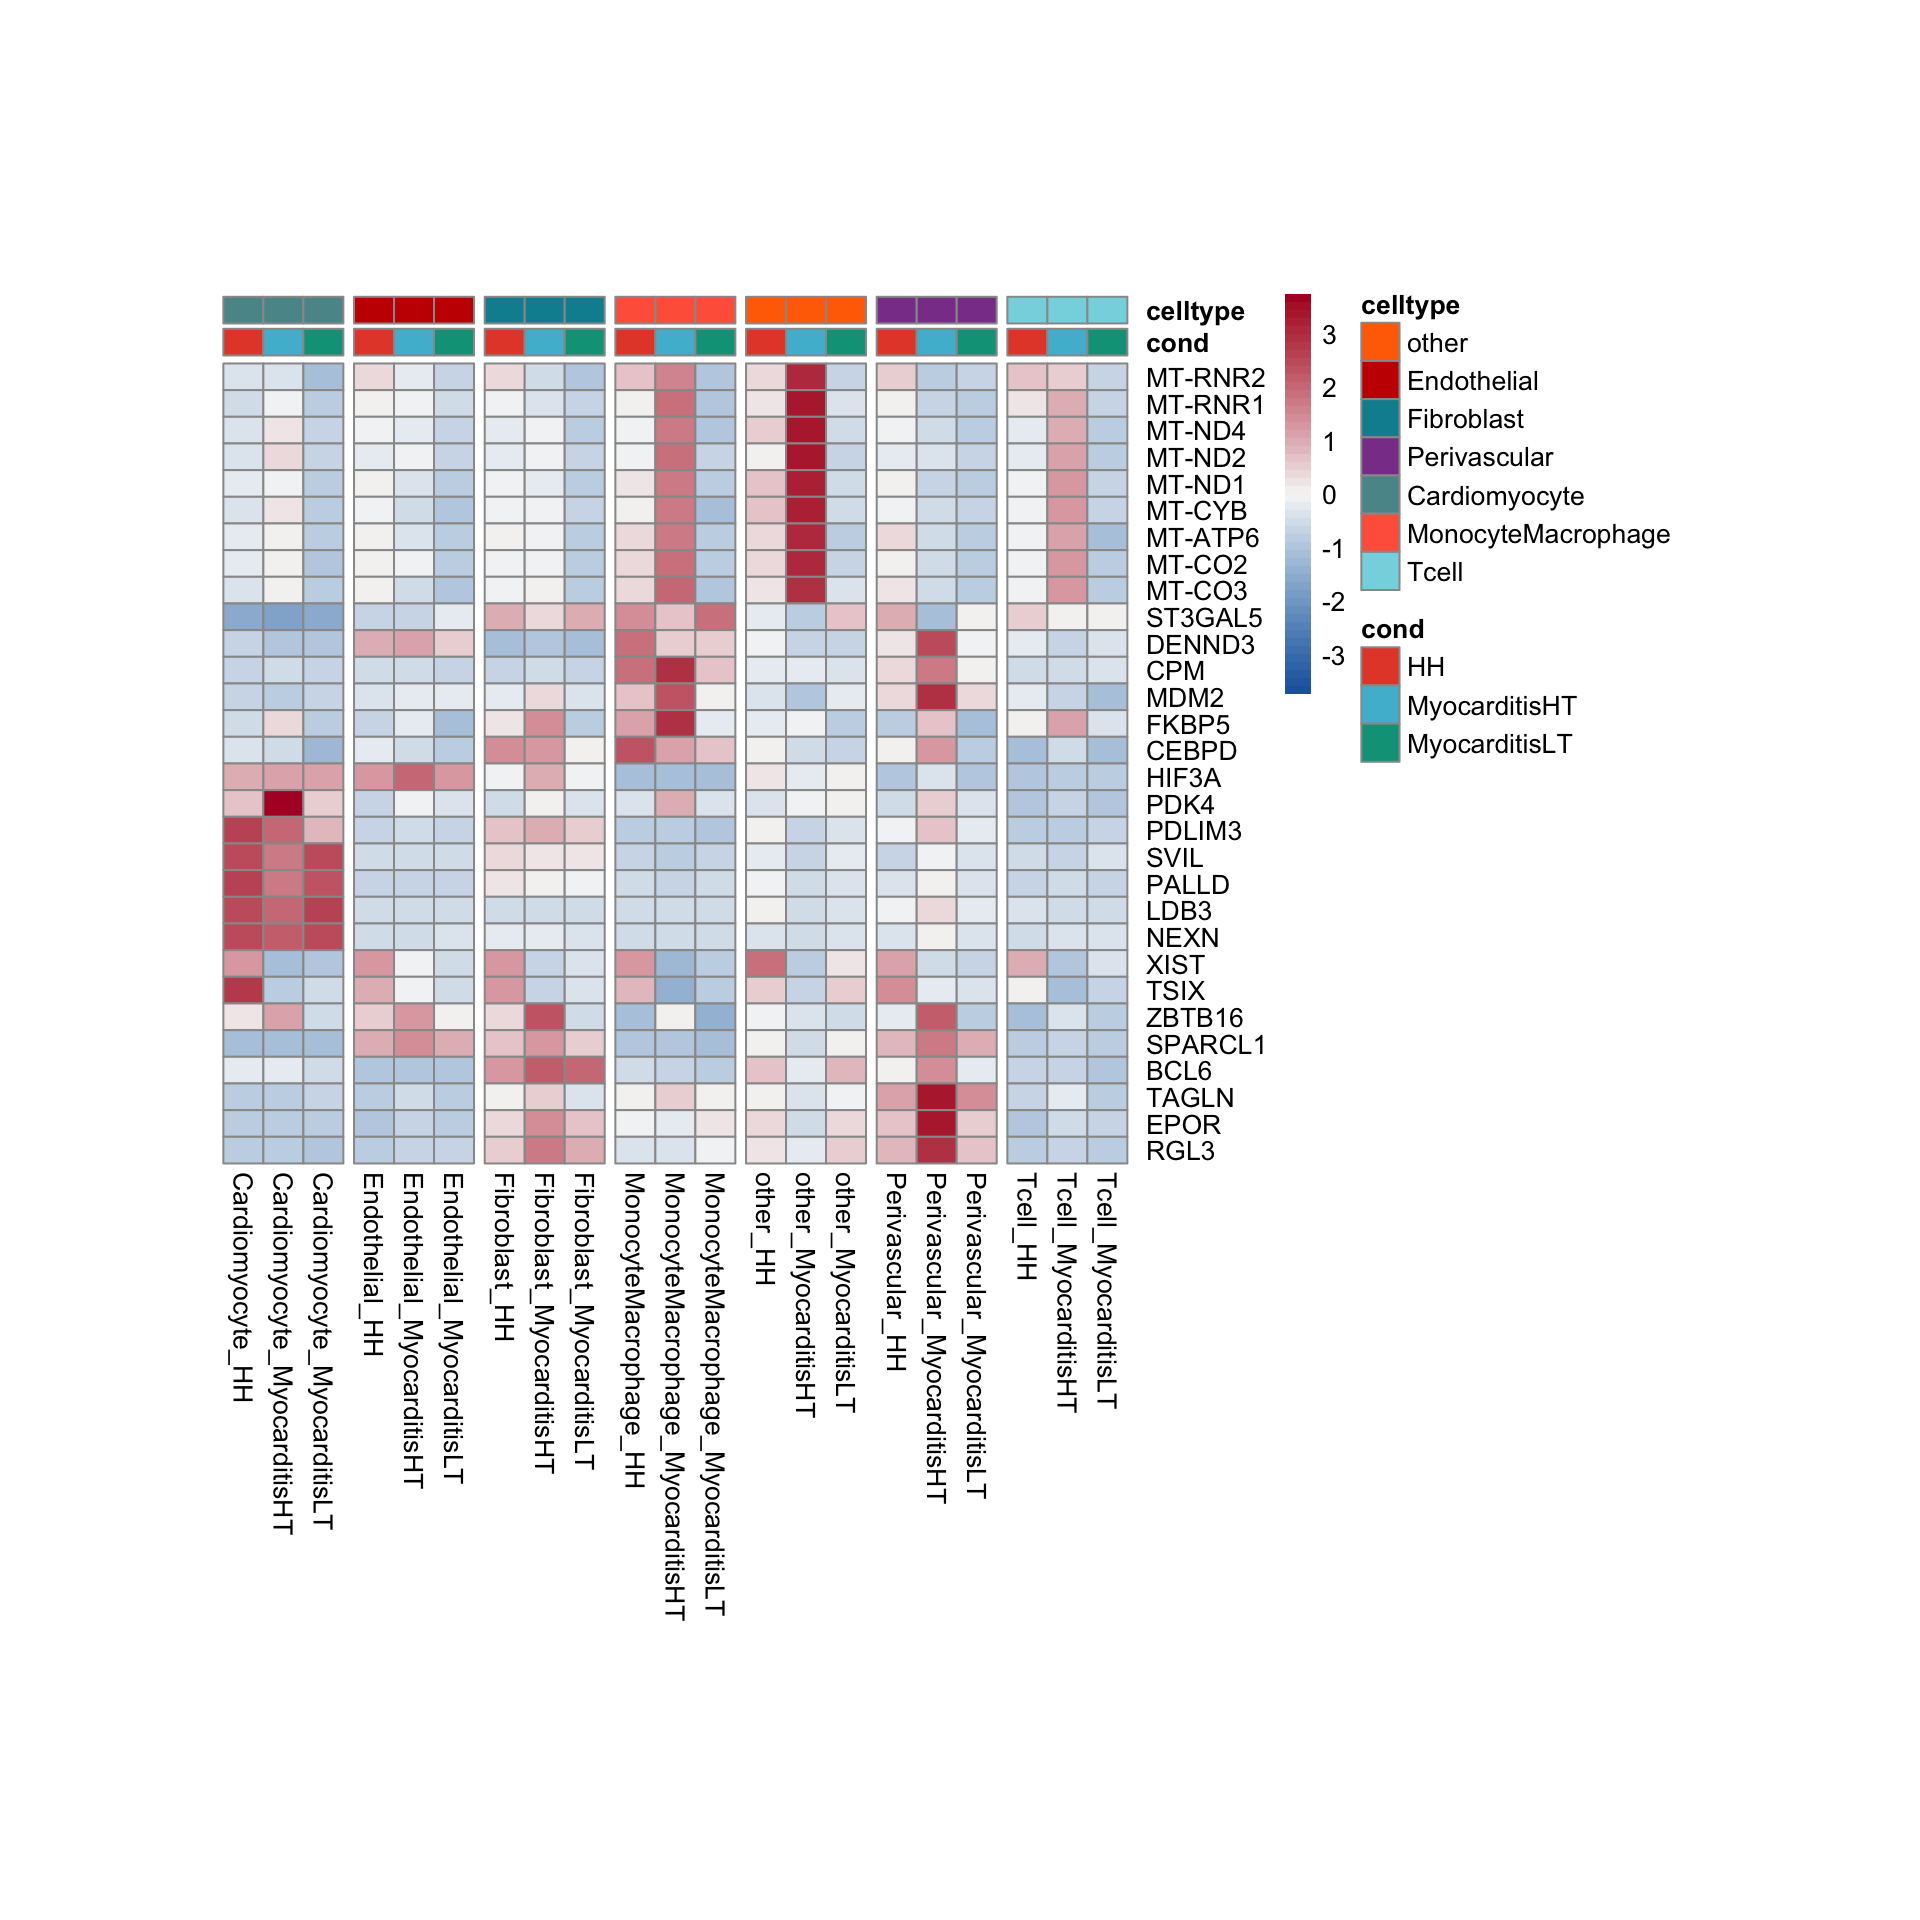 celltype
cond
MT-RNR2
MT-RNR1
MT-ND4
MT-ND2
MT-ND1
MT-CYB
MT-ATP6
MT-CO2
MT-CO3
ST3GAL5
DENND3
CPM
MDM2
FKBP5
CEBPD
HIF3A
PDK4
PDLIM3
SVIL
PALLD
LDB3
NEXN
XIST
TSIX
ZBTB16
SPARCL1
BCL6
TAGLN
EPOR
RGL3
Cardiomyocyte_HH
Cardiomyocyte_MyocarditisHT
Cardiomyocyte_MyocarditisLT
Endothelial_HH
Endothelial_MyocarditisHT
Endothelial_MyocarditisLT
Fibroblast_HH
Fibroblast_MyocarditisHT
Fibroblast_MyocarditisLT
MonocyteMacrophage_HH
MonocyteMacrophage_MyocarditisHT
MonocyteMacrophage_MyocarditisLT
other_HH
other_MyocarditisHT
other_MyocarditisLT
Perivascular_HH
Perivascular_MyocarditisHT
Perivascular_MyocarditisLT
Tcell_HH
Tcell_MyocarditisHT
Tcell_MyocarditisLT
3
2
1
0
-1
-2
-3
celltype
other
Endothelial
Fibroblast
Perivascular
Cardiomyocyte
MonocyteMacrophage
Tcell
cond
HH
MyocarditisHT
MyocarditisLT